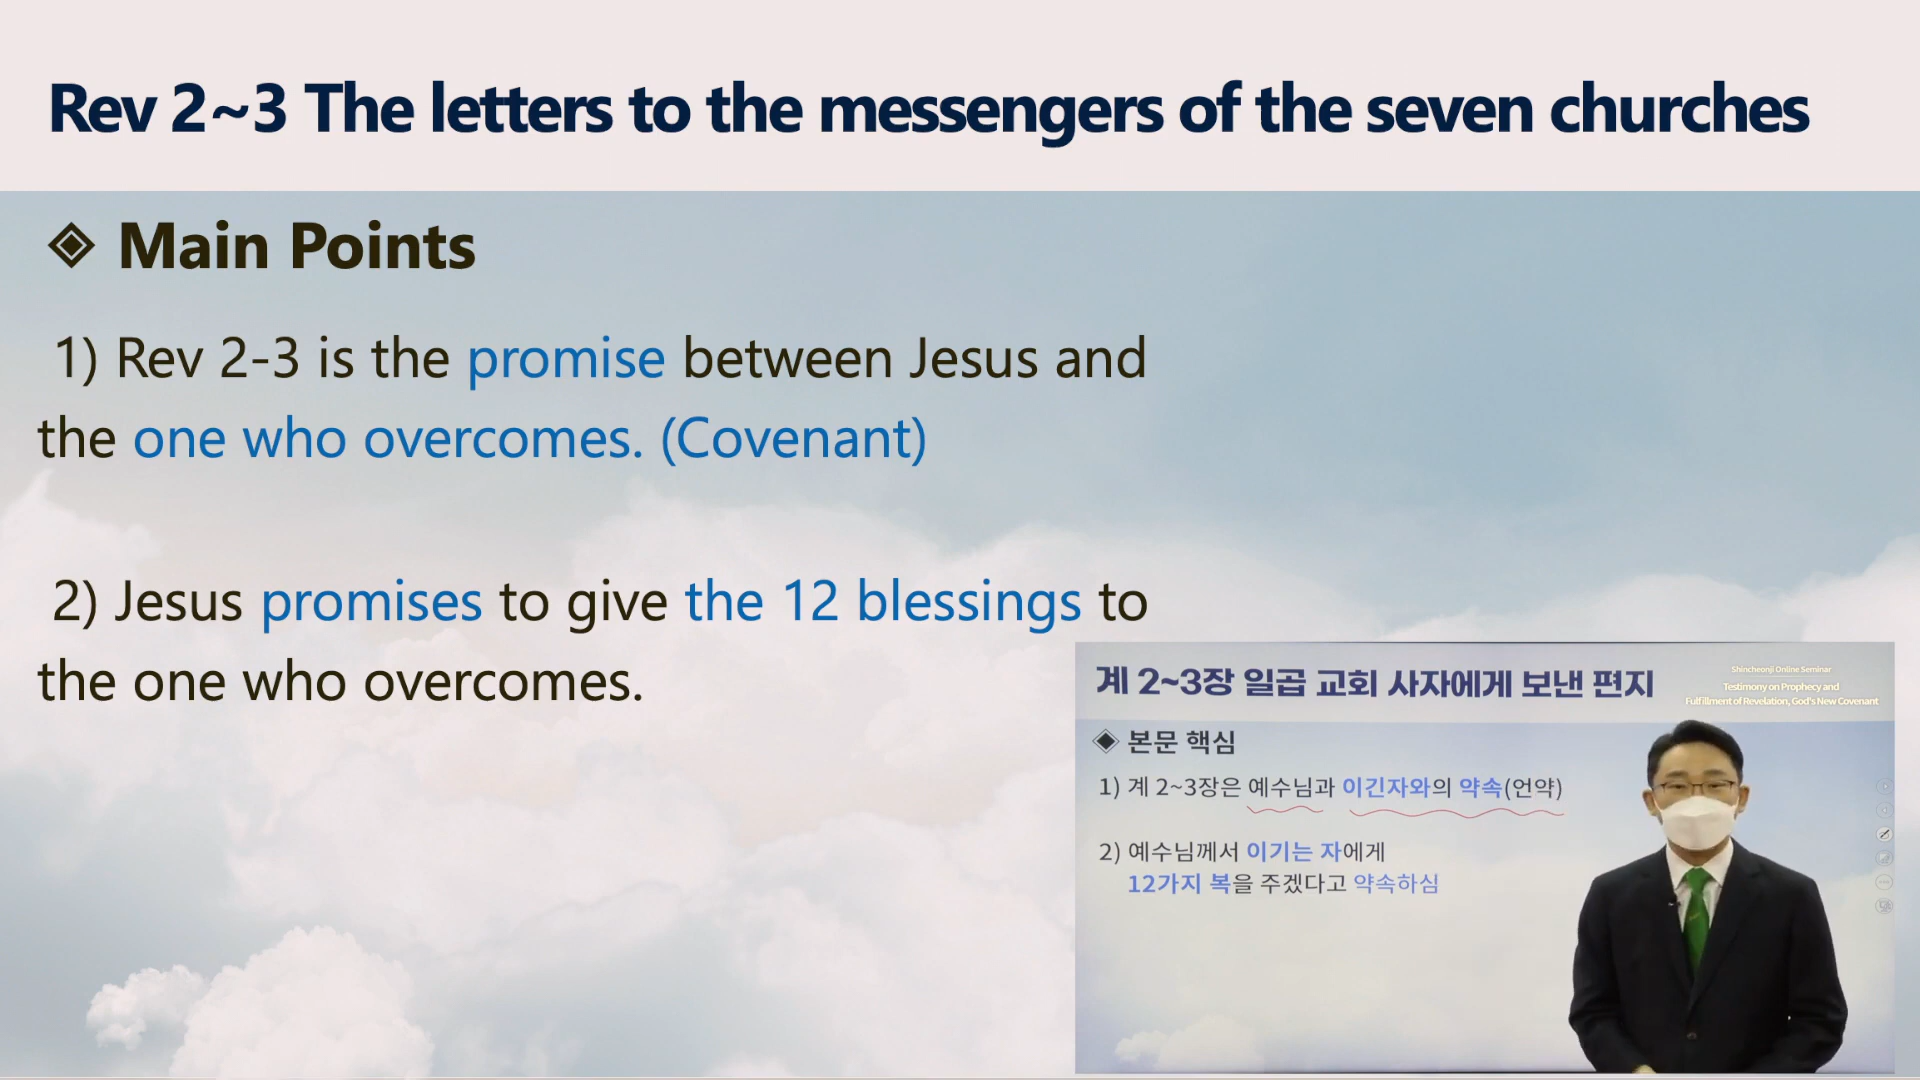 Rev 2~3 The letters to the messengers of the seven churches
Main Points
1) Rev 2-3 is the promise between Jesus and
the one who overcomes. (Covenant)
2) Jesus promises to give the 12 blessings to
the one who overcomes.
계 2~3장 일곱 교회 사자에게 보낸 편지
Shincheonji Online Seminar
Testimony on Prophecy and
Fulfillment of Revelation, God's New Covenant
본문 핵심
1) 계 2~3장은 예수님과 이긴자와의 약속(언약)
2) 예수님께서 이기는 자에게
12가지 복을 주겠다고 약속하심